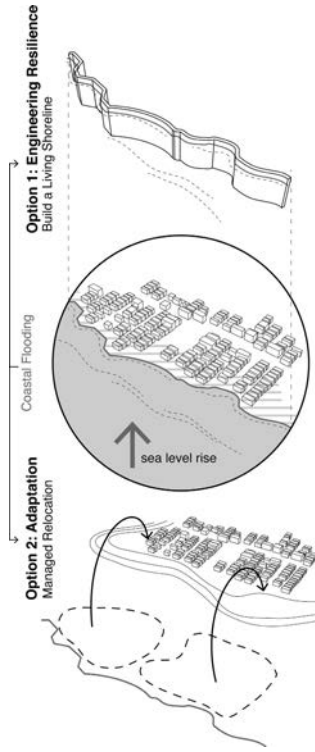 Option 1: Engineering Resilience
Build a Living Shoreline
Coastal Flooding
sea level rise
Option 2: Adaptation
Managed Relocation